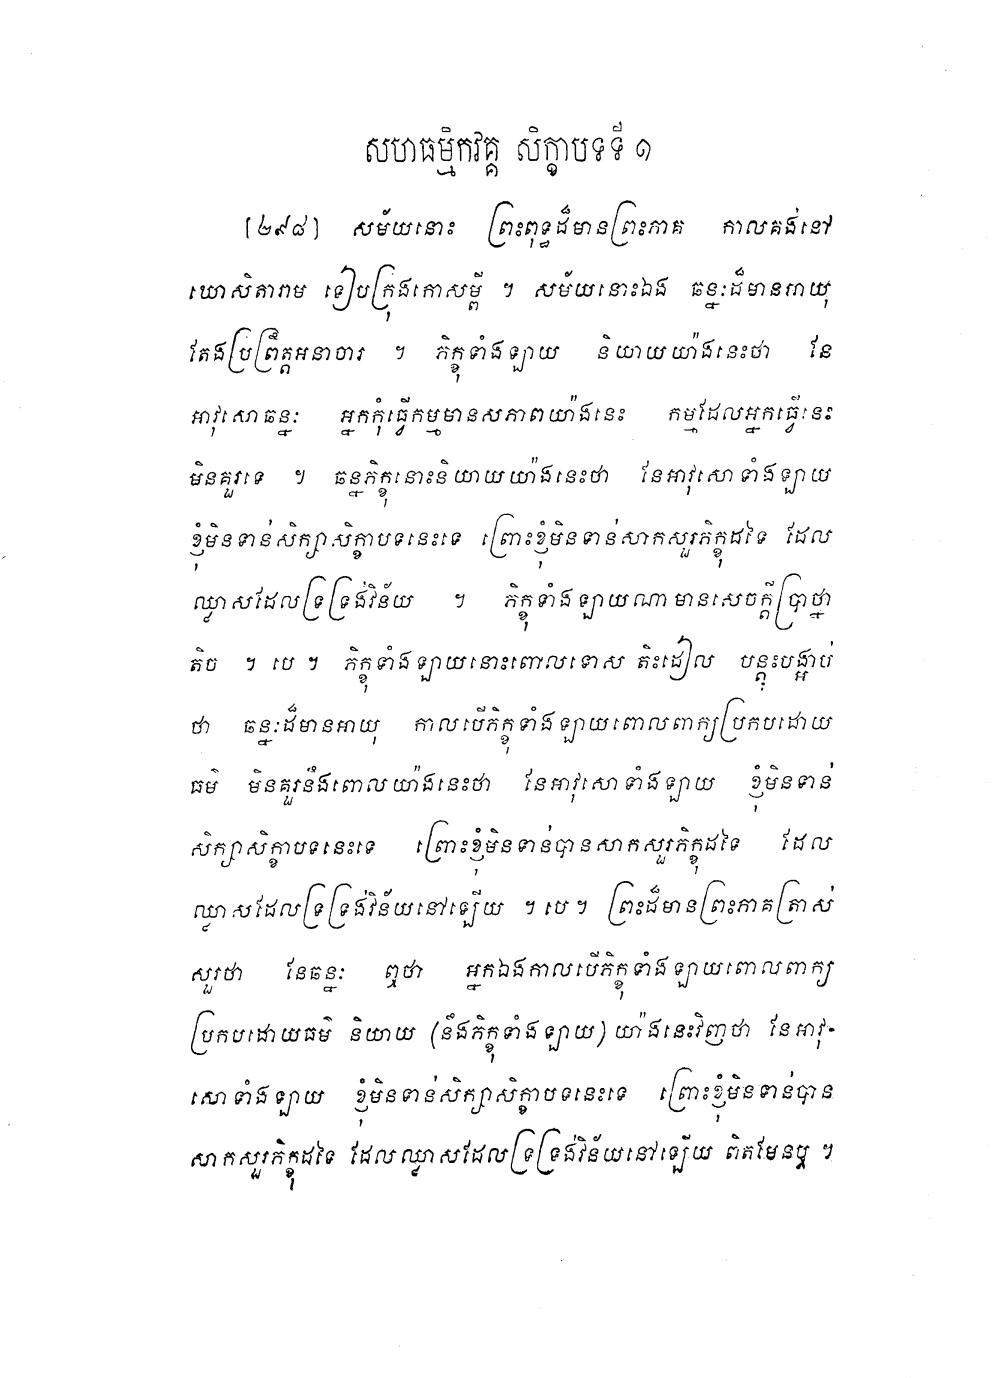 សហធម្មិកវគ្គ សិក្ខាបទទី ១
[២៩៨] សម័យនោះ ព្រះពុទ្ធដ៏មានព្រះភាគ កាលគង់នៅ
ឃោសិតារាម ទៀបក្រុងកោសម្ពី ។ សម័យនោះឯង ឆន្នៈដ៏មានអាយុ
តែងប្រព្រឹត្តអនាចារ ។ ភិក្ខុទាំងឡាយ និយាយយ៉ាងនេះថា នែ
អាវុសោឆន្នៈ អ្នកកុំធ្វើកម្មមានសភាពយ៉ាងនេះ កម្មដែលអ្នកធ្វើនេះ
មិនគួរទេ ។ ឆន្នភិក្ខុនោះនិយាយយ៉ាងនេះថា នែអាវុសោទាំងឡាយ
ខ្ញុំមិនទាន់សិក្សាសិក្ខាបទនេះទេ ព្រោះខ្ញុំមិនទាន់សាកសួរភិក្ខុដទៃ ដែល
ឈ្លាសដែលទ្រទ្រង់វិន័យ ។ ភិក្ខុទាំងឡាយណាមានសេចក្តីប្រាថ្នា
តិច ។ បេ ។ ភិក្ខុទាំងឡាយនោះពោលទោស តិះដៀល បន្តុះបង្អាប់
ថា ឆន្នៈដ៏មានអាយុ កាលបើភិក្ខុទាំងឡាយពោលពាក្យប្រកបដោយ
ធម៌ មិនគួរនឹងពោលយ៉ាងនេះថា នែអាវុសោទាំងឡាយ ខ្ញុំមិនទាន់
សិក្សាសិក្ខាបទនេះទេ ព្រោះខ្ញុំមិនទាន់បានសាកសួរភិក្ខុដទៃ ដែល
ឈ្លាសដែលទ្រទ្រង់វិន័យនៅឡើយ ។ បេ ។ ព្រះដ៏មានព្រះភាគត្រាស់
សួរថា នែឆន្នៈ ឮថា អ្នកឯងកាលបើភិក្ខុទាំងឡាយពោលពាក្យ
ប្រកបដោយធម៌ និយាយ (នឹងភិក្ខុទាំងឡាយ) យ៉ាងនេះវិញថា នែអាវុ-
សោទាំងឡាយ ខ្ញុំមិនទាន់សិក្សាសិក្ខាបទនេះទេ ព្រោះខ្ញុំមិនទាន់បាន
សាកសួរភិក្ខុដទៃ ដែលឈ្លាសដែលទ្រទ្រង់វិន័យនៅឡើយ ពិតមែនឬ ។